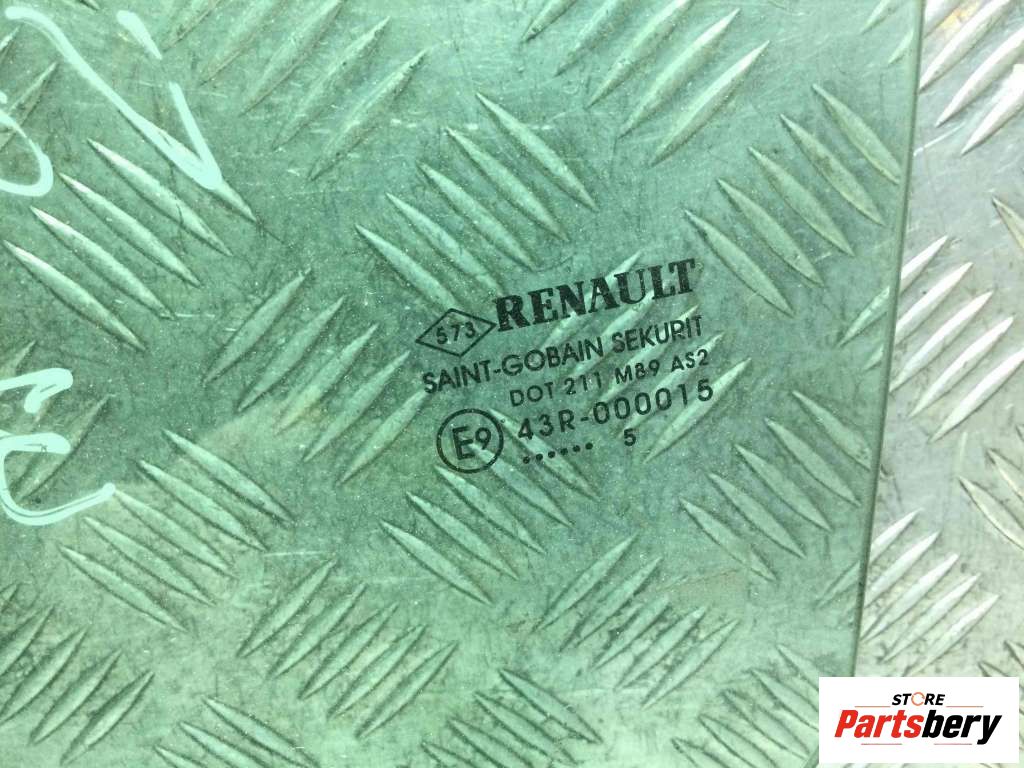 573 RENAULT
SAINT-GOBAIN SEKURIT
DOT 211 M89 AS2
E9 43R-000015
...... 5
STORE
Partsbery